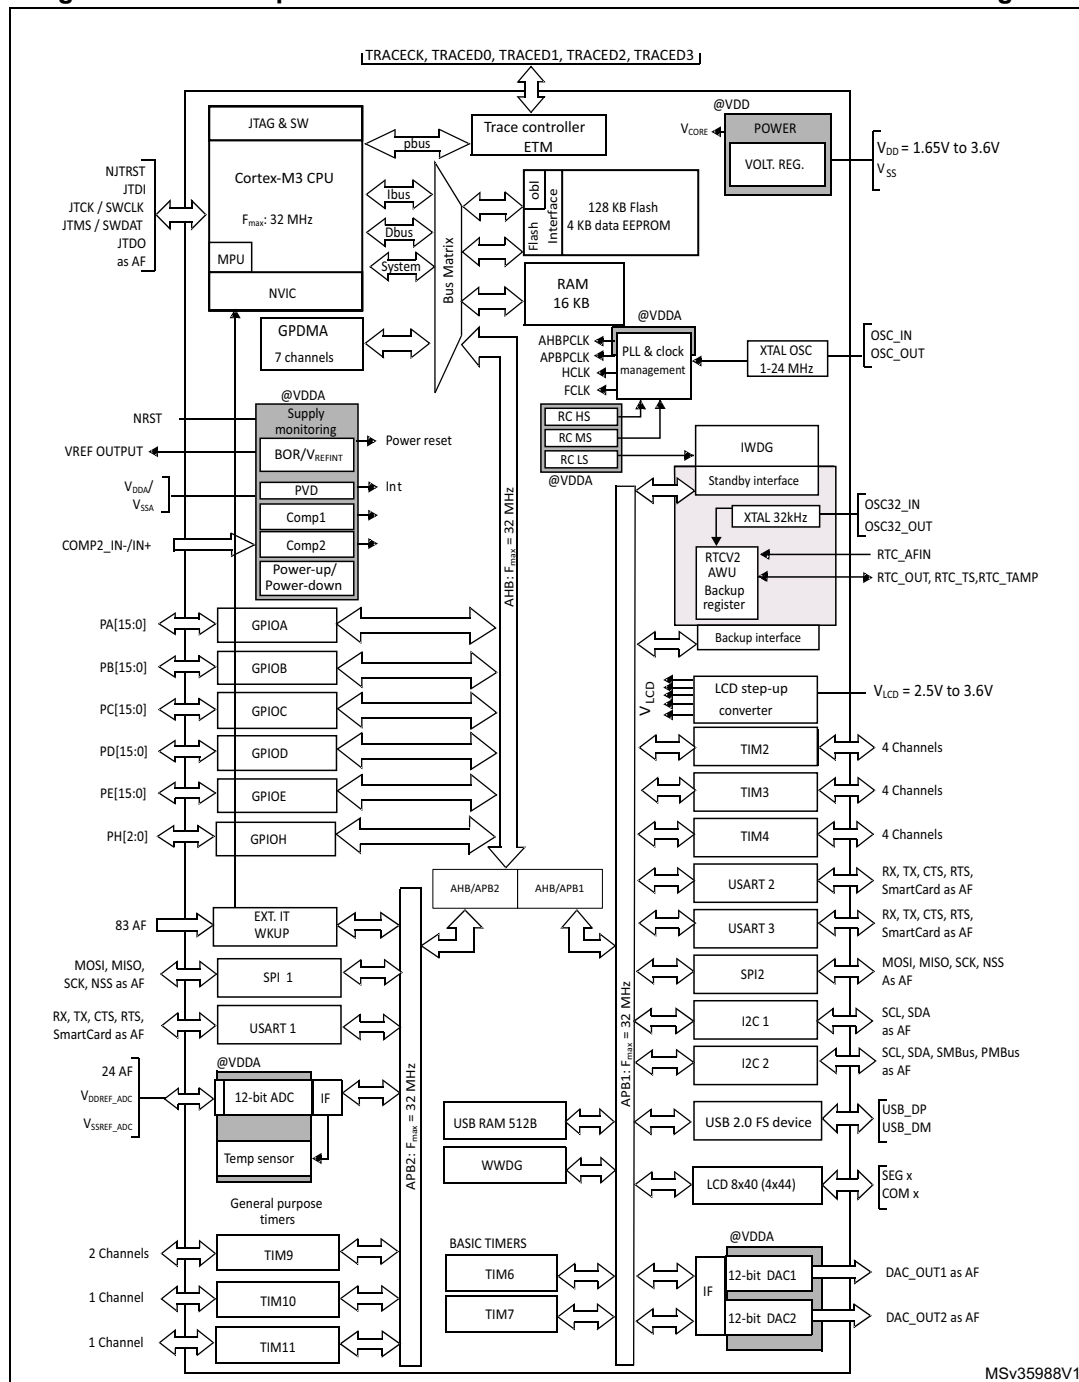 TRACECK, TRACED0, TRACED1, TRACED2, TRACED3
@VDD
JTAG & SW
pbus
Trace controller
ETM
V_CORE
POWER
VOLT. REG.
V_DD = 1.65V to 3.6V
V_SS
NJTRST
JTDI
JTCK / SWCLK
JTMS / SWDAT
JTDO
as AF
Cortex-M3 CPU
F_max: 32 MHz
MPU
NVIC
Ibus
Dbus
System
Bus Matrix
Flash obl
Interface
128 KB Flash
4 KB data EEPROM
RAM
16 KB
GPDMA
7 channels
@VDDA
AHBPCLK
APBPCLK
HCLK
FCLK
PLL & clock
management
XTAL OSC
1-24 MHz
OSC_IN
OSC_OUT
RC HS
RC MS
RC LS
@VDDA
IWDG
Standby interface
@VDDA
NRST
VREF OUTPUT
V_DDA/
V_SSA
COMP2_IN-/IN+
Supply
monitoring
BOR/V_REFINT
PVD
Comp1
Comp2
Power-up/
Power-down
Power reset
Int
XTAL 32kHz
OSC32_IN
OSC32_OUT
RTCV2
AWU
Backup
register
RTC_AFIN
RTC_OUT, RTC_TS,RTC_TAMP
Backup interface
AHB: F_max = 32 MHz
PA[15:0]
GPIOA
PB[15:0]
GPIOB
PC[15:0]
GPIOC
PD[15:0]
GPIOD
PE[15:0]
GPIOE
PH[2:0]
GPIOH
V_LCD
LCD step-up
converter
V_LCD = 2.5V to 3.6V
TIM2
4 Channels
TIM3
4 Channels
TIM4
4 Channels
AHB/APB2
AHB/APB1
USART 2
RX, TX, CTS, RTS,
SmartCard as AF
USART 3
RX, TX, CTS, RTS,
SmartCard as AF
SPI2
MOSI, MISO, SCK, NSS
As AF
I2C 1
SCL, SDA
as AF
I2C 2
SCL, SDA, SMBus, PMBus
as AF
83 AF
EXT. IT
WKUP
MOSI, MISO,
SCK, NSS as AF
SPI 1
RX, TX, CTS, RTS,
SmartCard as AF
USART 1
@VDDA
24 AF
V_DDREF_ADC
V_SSREF_ADC
12-bit ADC
IF
Temp sensor
APB2: F_max = 32 MHz
APB1: F_max = 32 MHz
USB RAM 512B
WWDG
USB 2.0 FS device
USB_DP
USB_DM
LCD 8x40 (4x44)
SEG x
COM x
General purpose
timers
2 Channels
TIM9
1 Channel
TIM10
1 Channel
TIM11
BASIC TIMERS
TIM6
TIM7
@VDDA
IF
12-bit DAC1
DAC_OUT1 as AF
12-bit DAC2
DAC_OUT2 as AF
MSv35988V1